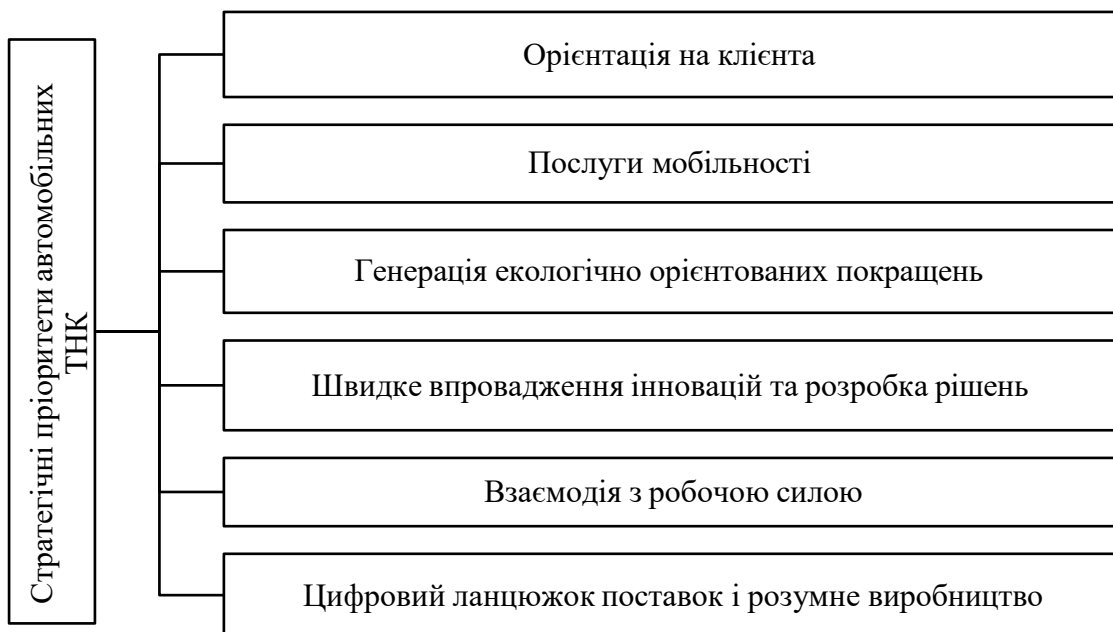 Стратегічні пріоритети автомобільних
ТНК
Орієнтація на клієнта
Послуги мобільності
Генерація екологічно орієнтованих покращень
Швидке впровадження інновацій та розробка рішень
Взаємодія з робочою силою
Цифровий ланцюжок поставок і розумне виробництво